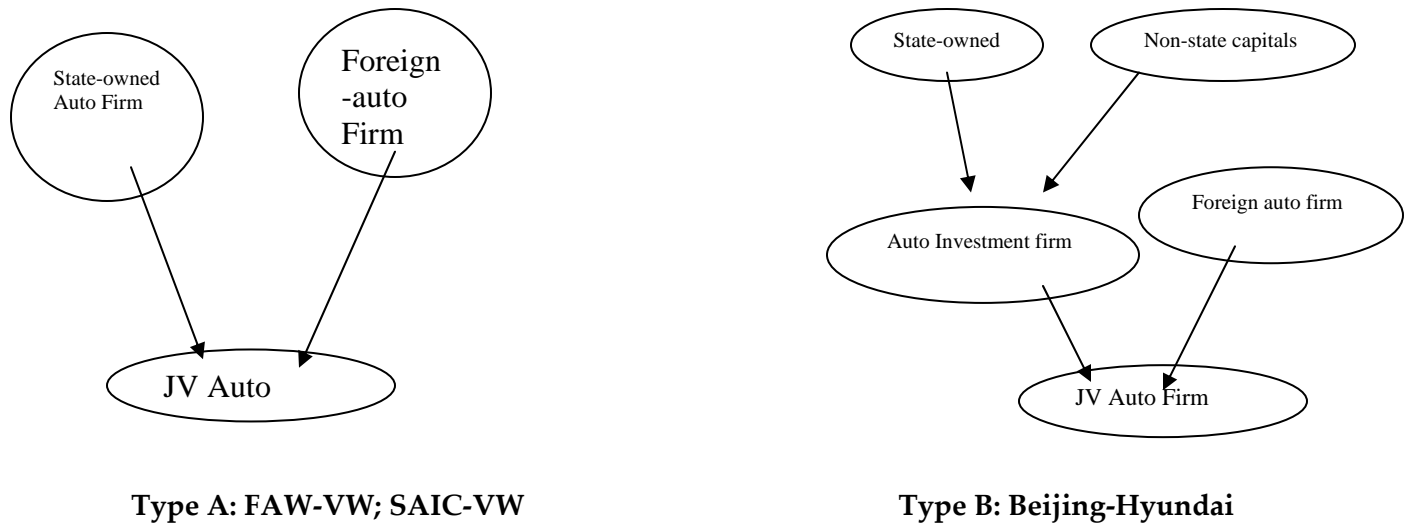 State-owned
Auto Firm
Foreign
-auto
Firm
JV Auto
State-owned
Non-state capitals
Auto Investment firm
Foreign auto firm
JV Auto Firm
Type A: FAW-VW; SAIC-VW
Type B: Beijing-Hyundai